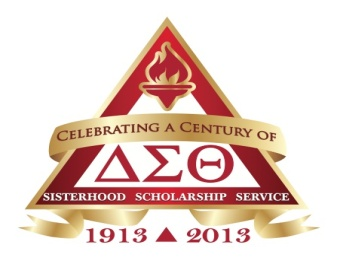 CELEBRATING A CENTURY OF
ΔΣΘ
SISTERHOOD SCHOLARSHIP SERVICE
1913 ▲ 2013